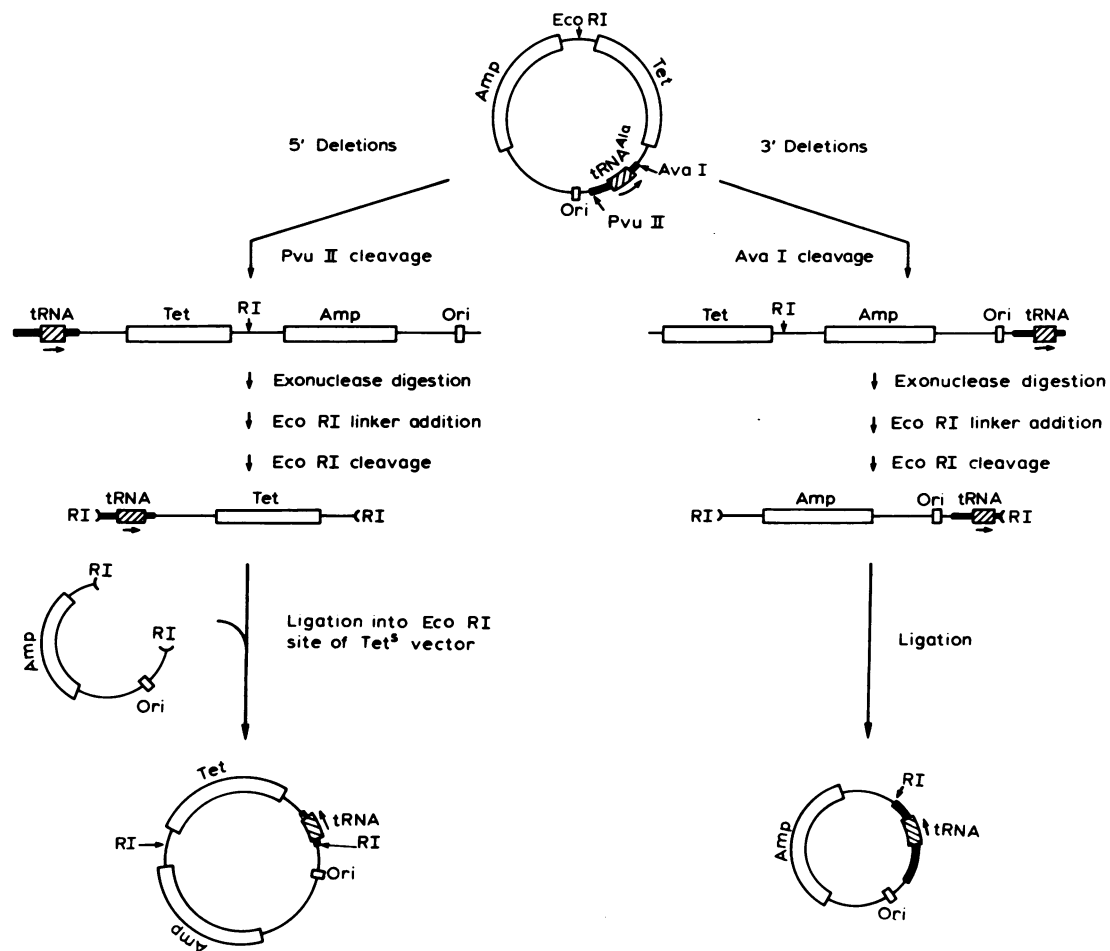 Eco RI
Amp
Tet
tRNA^Ala
Ava I
Pvu II
Ori
5' Deletions
3' Deletions
Pvu II cleavage
Ava I cleavage
tRNA
Tet
RI
Amp
Ori
Tet
RI
Amp
Ori
tRNA
Exonuclease digestion
Eco RI linker addition
Eco RI cleavage
Exonuclease digestion
Eco RI linker addition
Eco RI cleavage
RI
tRNA
Tet
RI
RI
Amp
Ori
tRNA
RI
RI
RI
Amp
Ori
Ligation into Eco RI
site of Tet^s vector
Ligation
Tet
tRNA
RI
RI
Ori
Amp
RI
Amp
tRNA
Ori